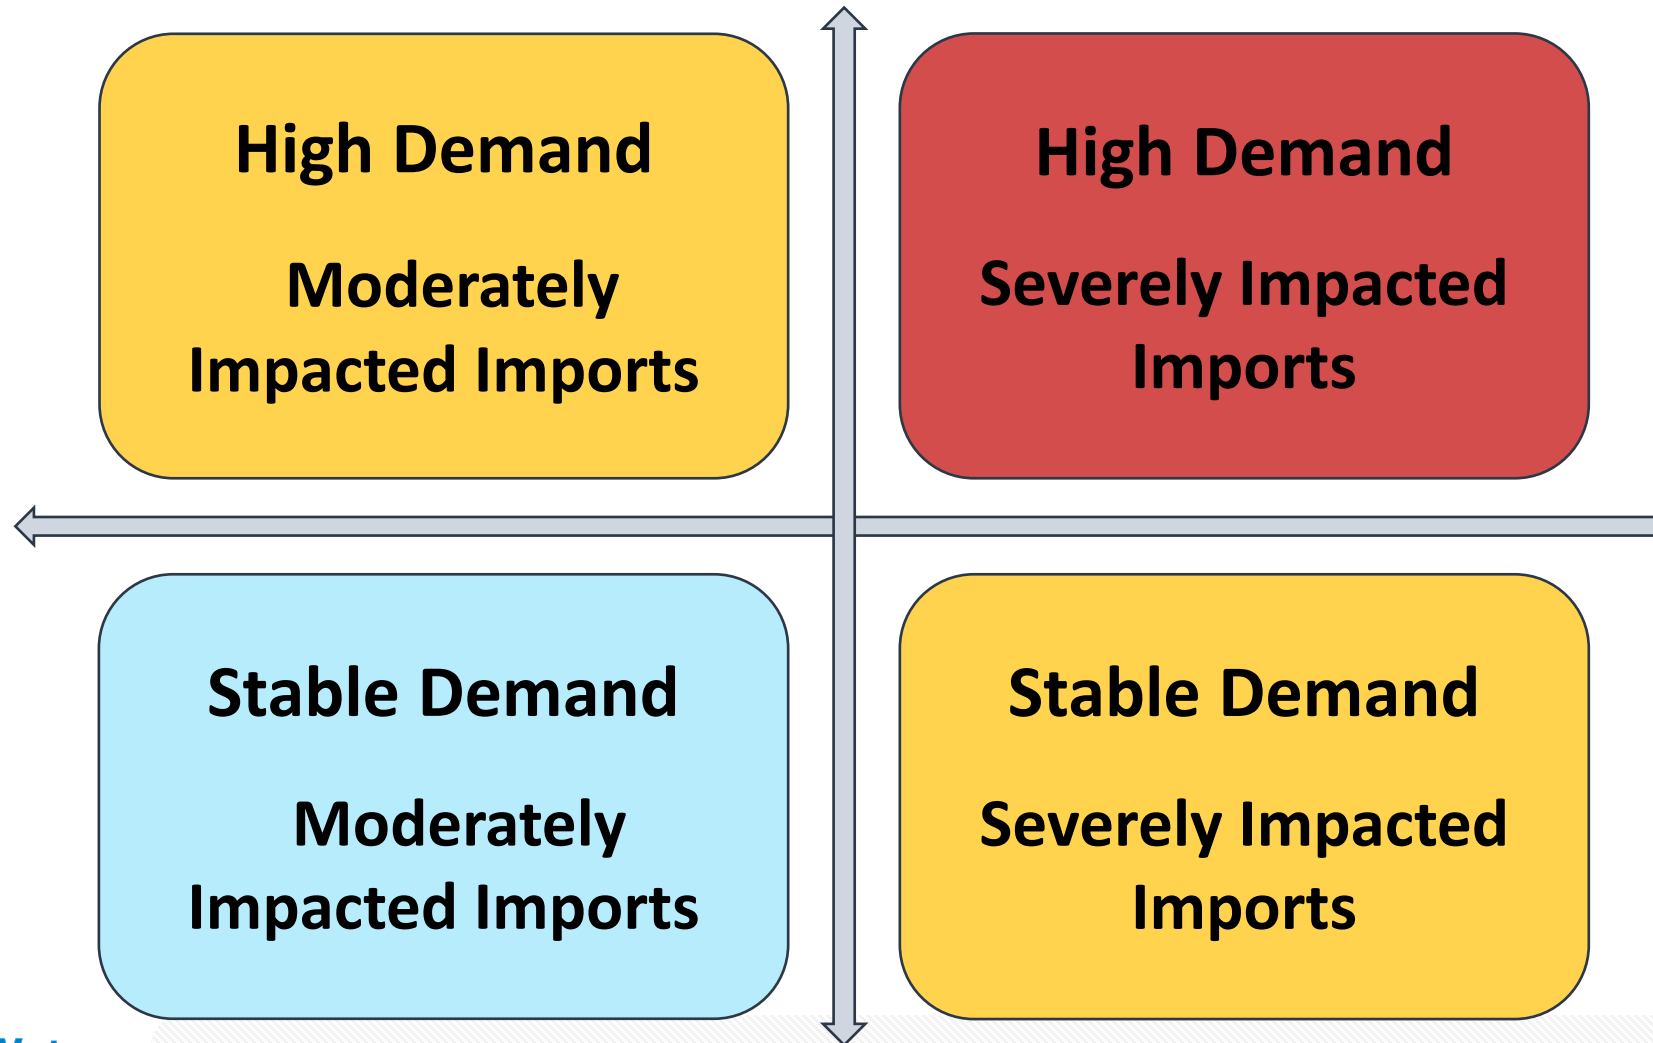 High Demand
Moderately
Impacted Imports
High Demand
Severely Impacted
Imports
Stable Demand
Moderately
Impacted Imports
Stable Demand
Severely Impacted
Imports